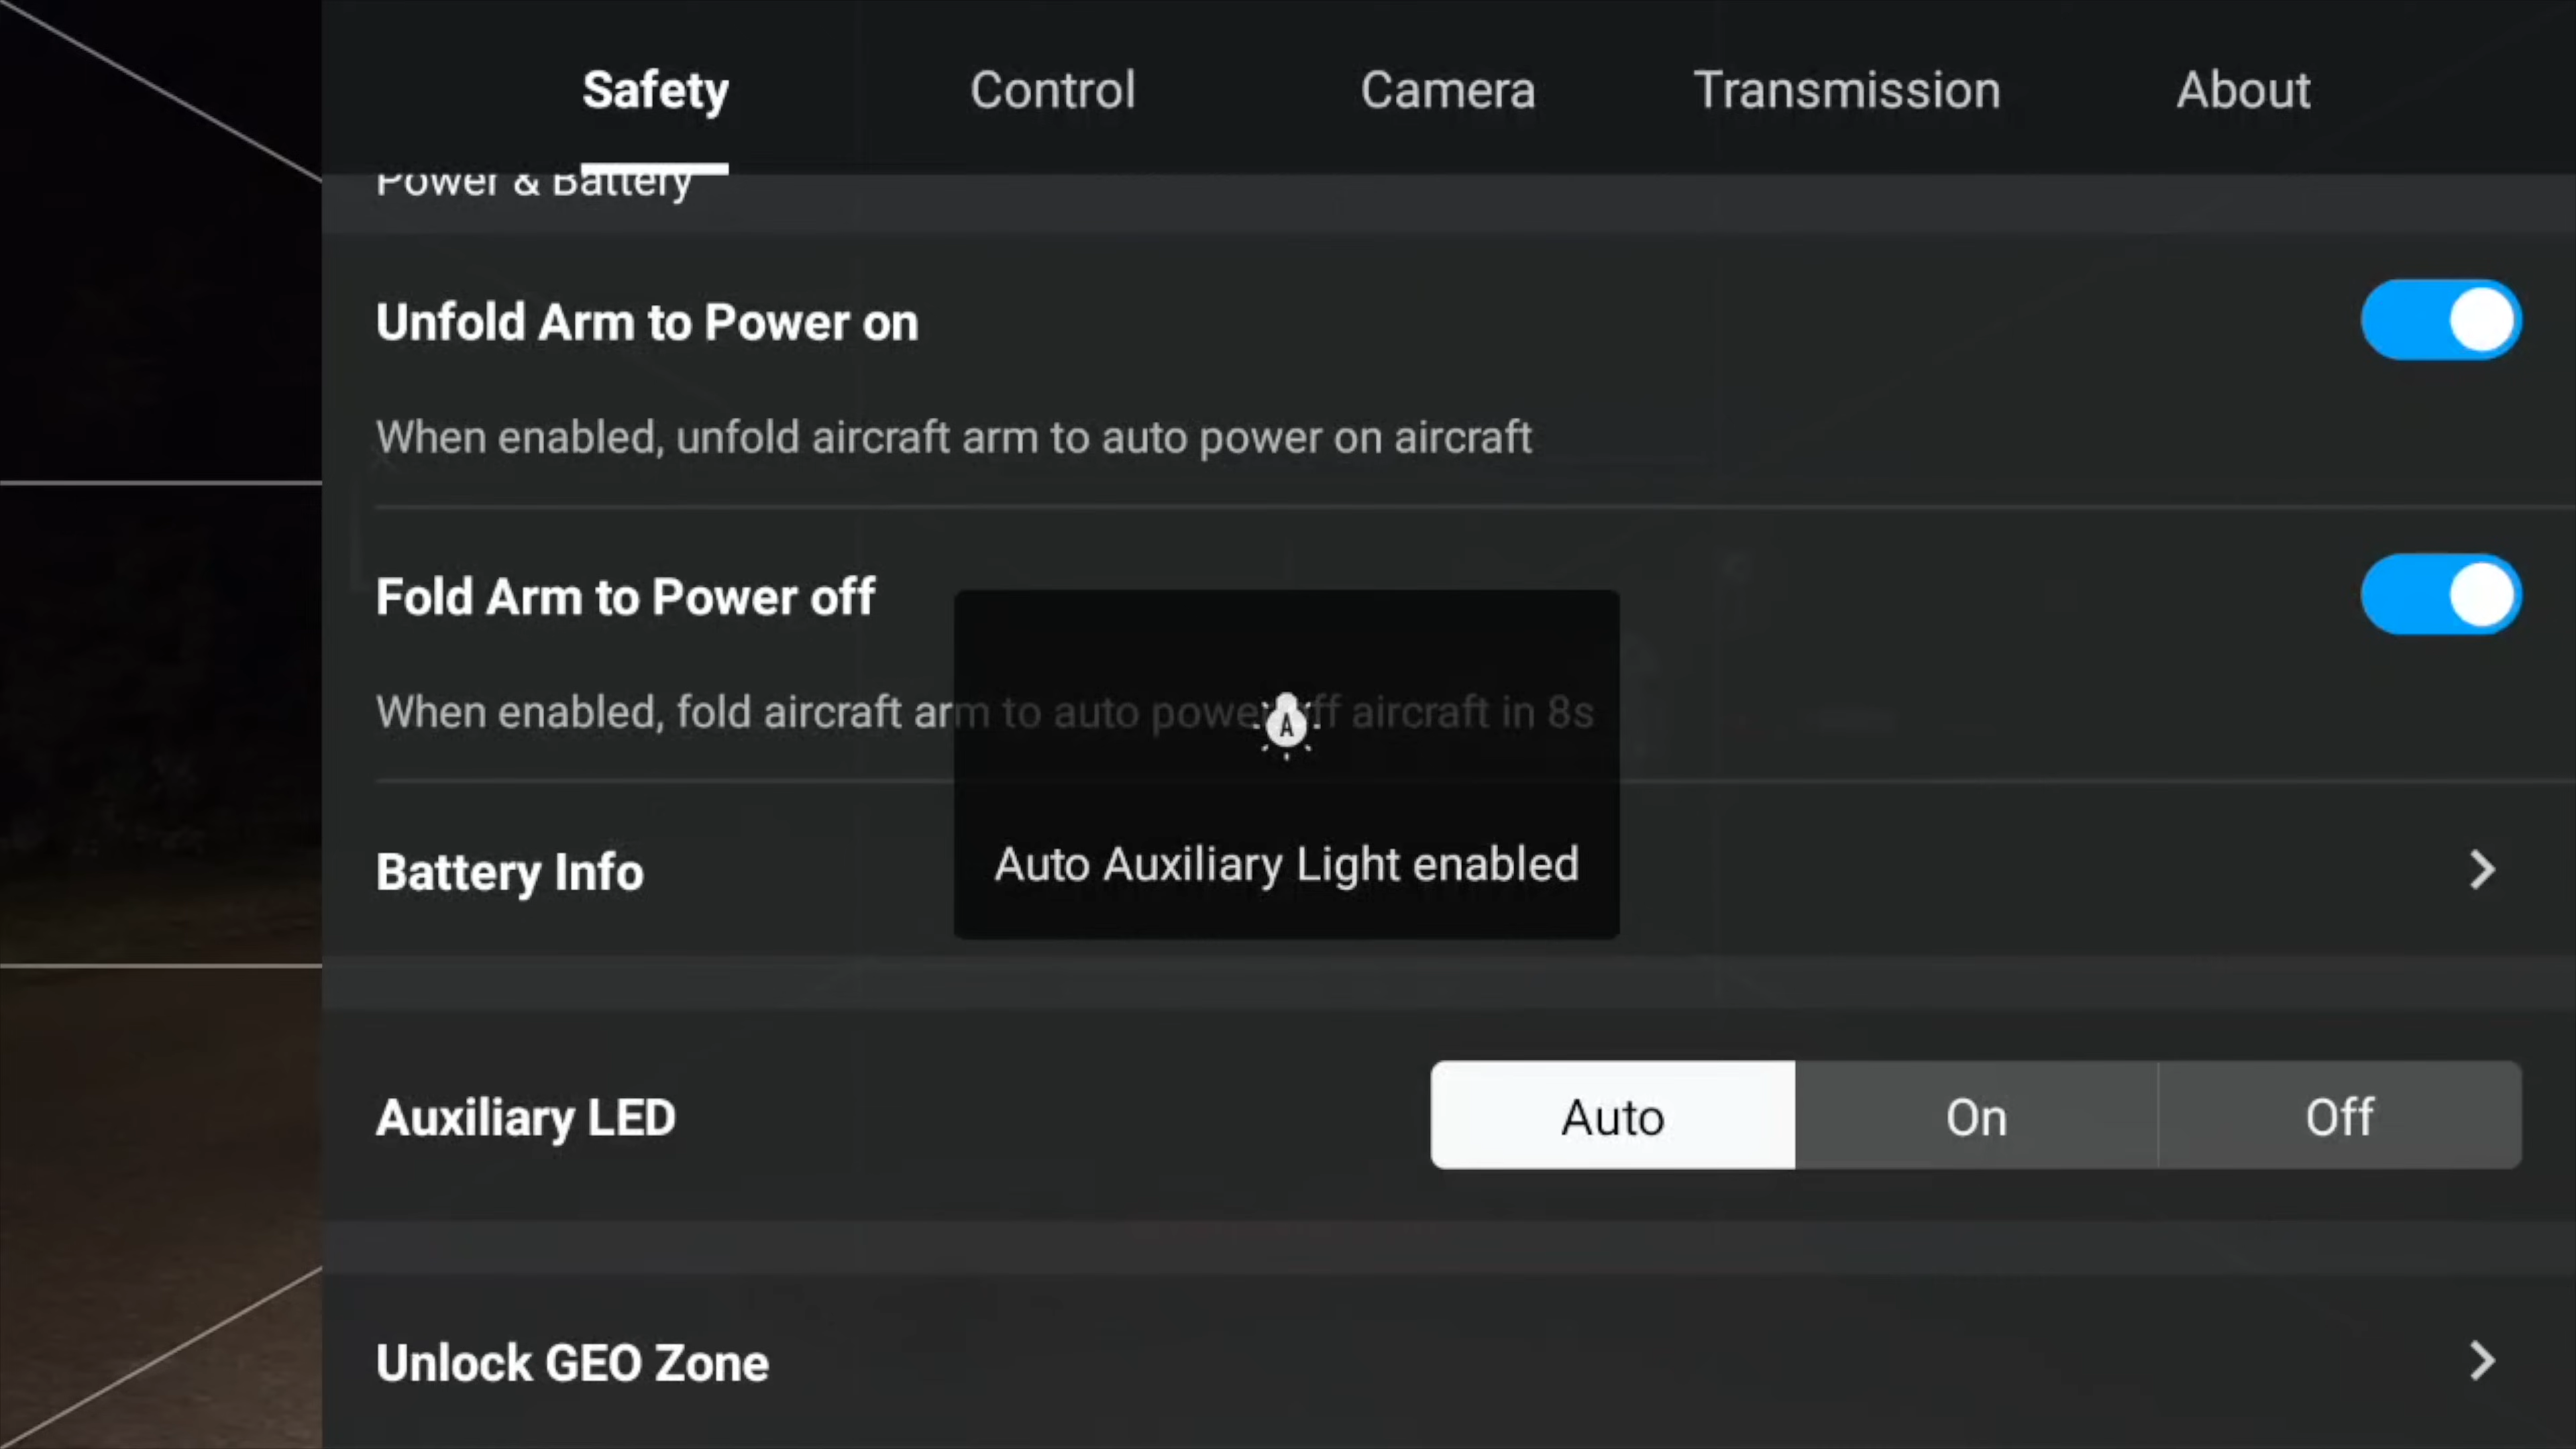 Safety
Control
Camera
Transmission
About
Power & Battery
Unfold Arm to Power on
When enabled, unfold aircraft arm to auto power on aircraft
Fold Arm to Power off
When enabled, fold aircraft arm to auto power off aircraft in 8s
A
Auto Auxiliary Light enabled
Battery Info
Auxiliary LED
Auto
On
Off
Unlock GEO Zone